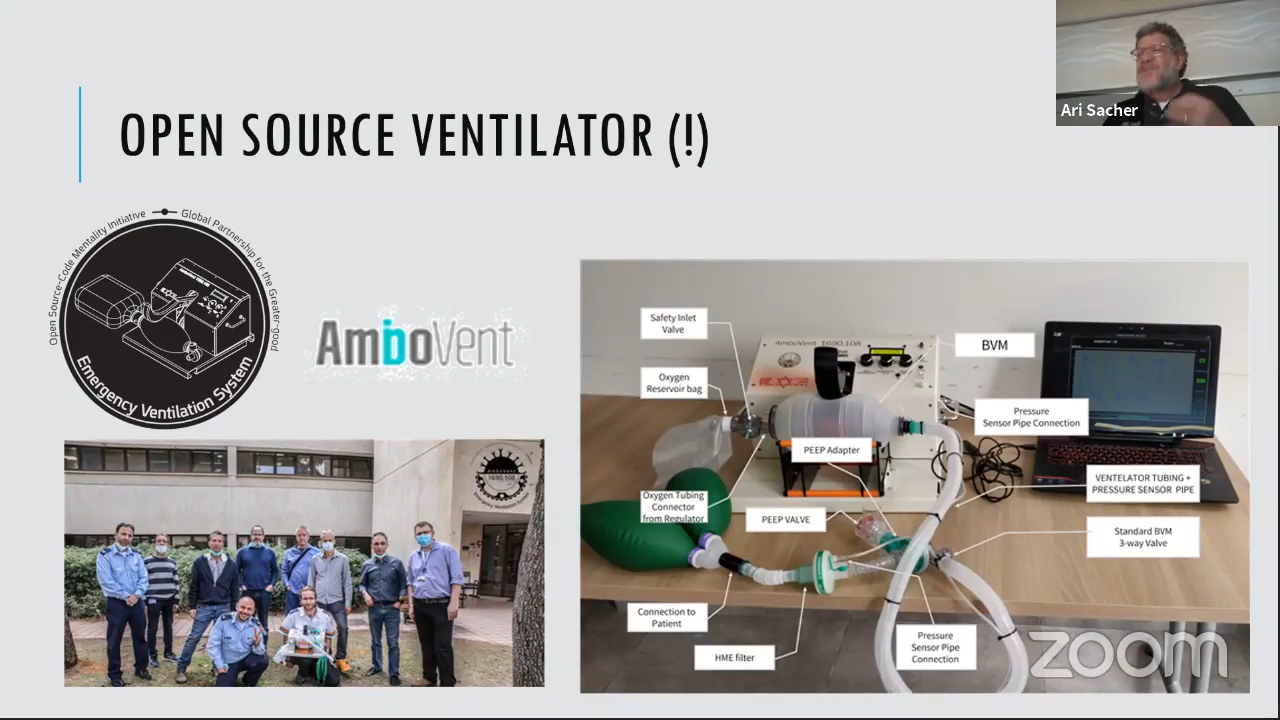 Ari Sacher
OPEN SOURCE VENTILATOR (!)
Open Source-Code Mentality Initiative
Global Partnership for the Greater-good
Emergency Ventilation System
AmboVent
AMBOVENT
1690.108
Safety Inlet
Valve
Oxygen
Reservoir bag
Oxygen Tubing
Connector
from Regulator
AmboVent 1690.108
BVM
Pressure
Sensor Pipe Connection
PEEP Adapter
PEEP VALVE
VENTELATOR TUBING +
PRESSURE SENSOR PIPE
Standard BVM
3-way Valve
Connection to
Patient
HME filter
Pressure
Sensor Pipe
Connection
zoom